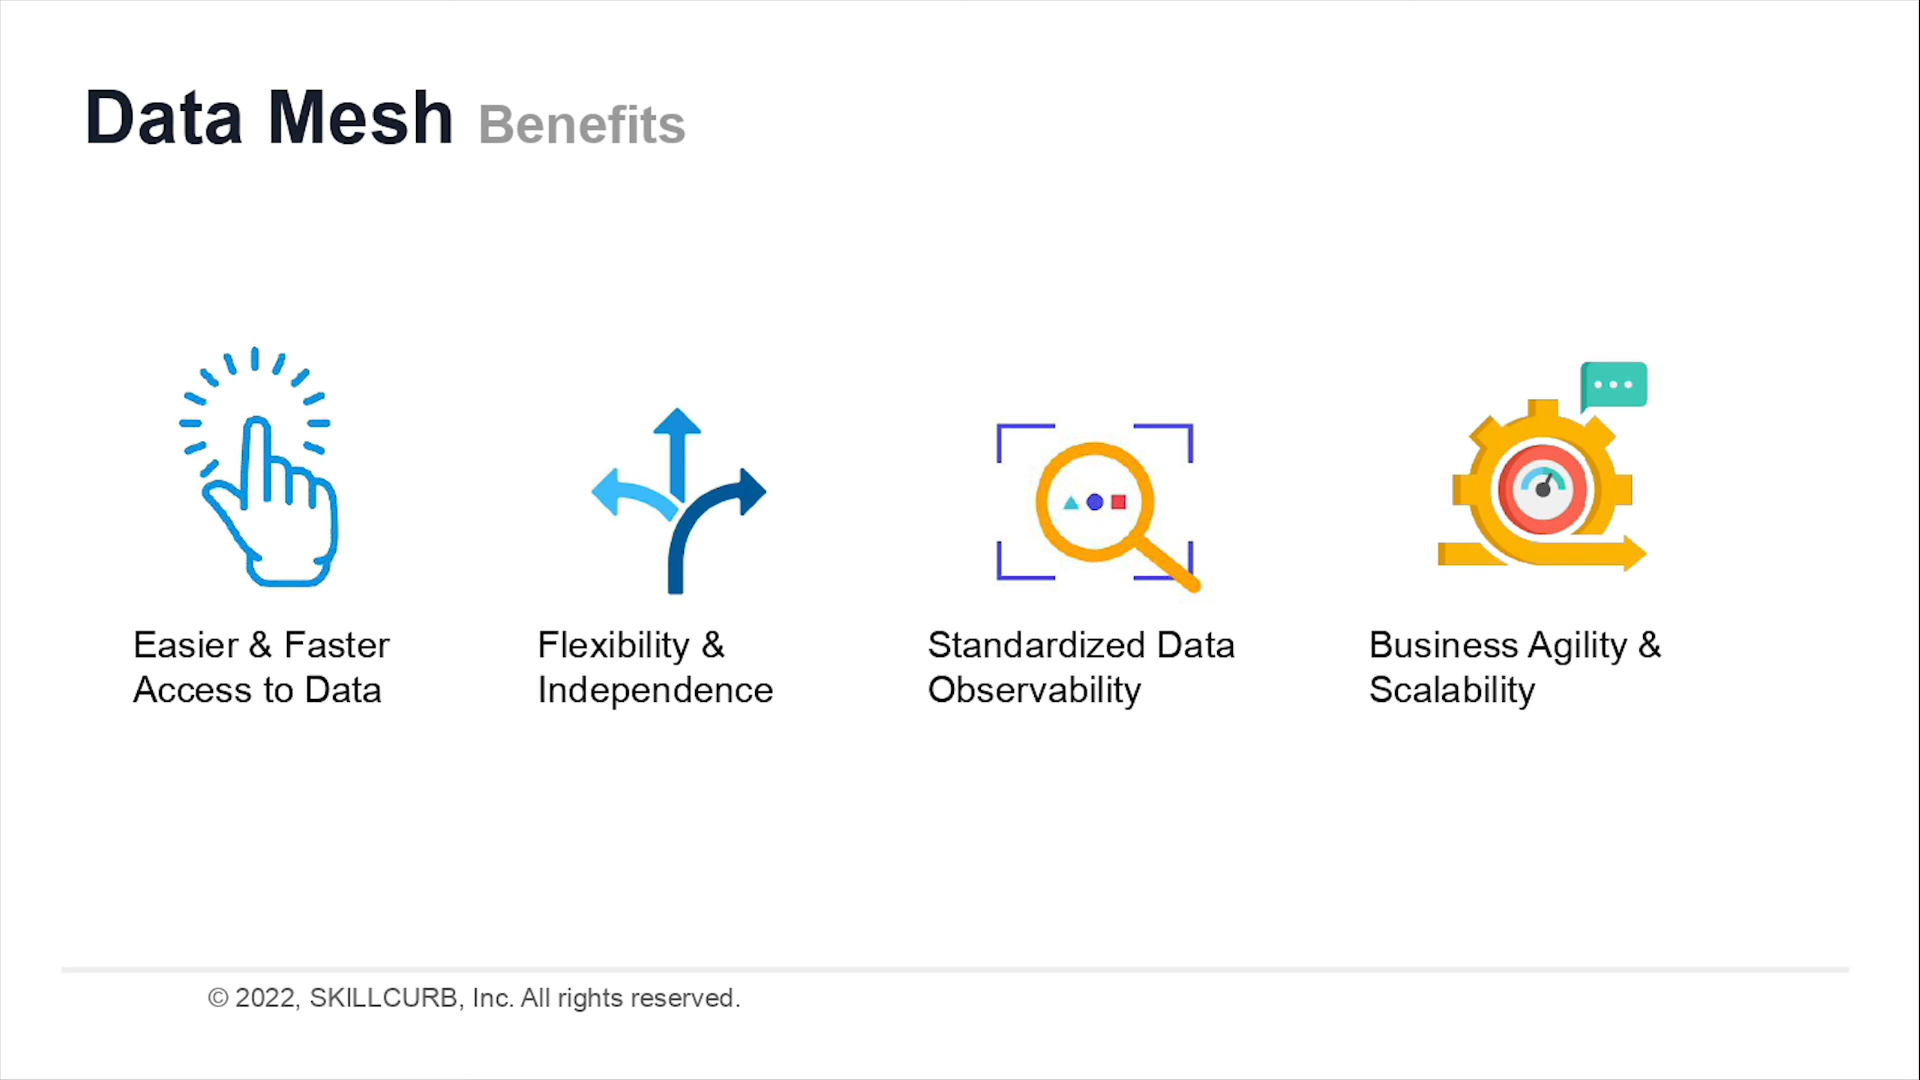 Data Mesh Benefits
Easier & Faster
Access to Data
Flexibility &
Independence
Standardized Data
Observability
Business Agility &
Scalability
© 2022, SKILLCURB, Inc. All rights reserved.